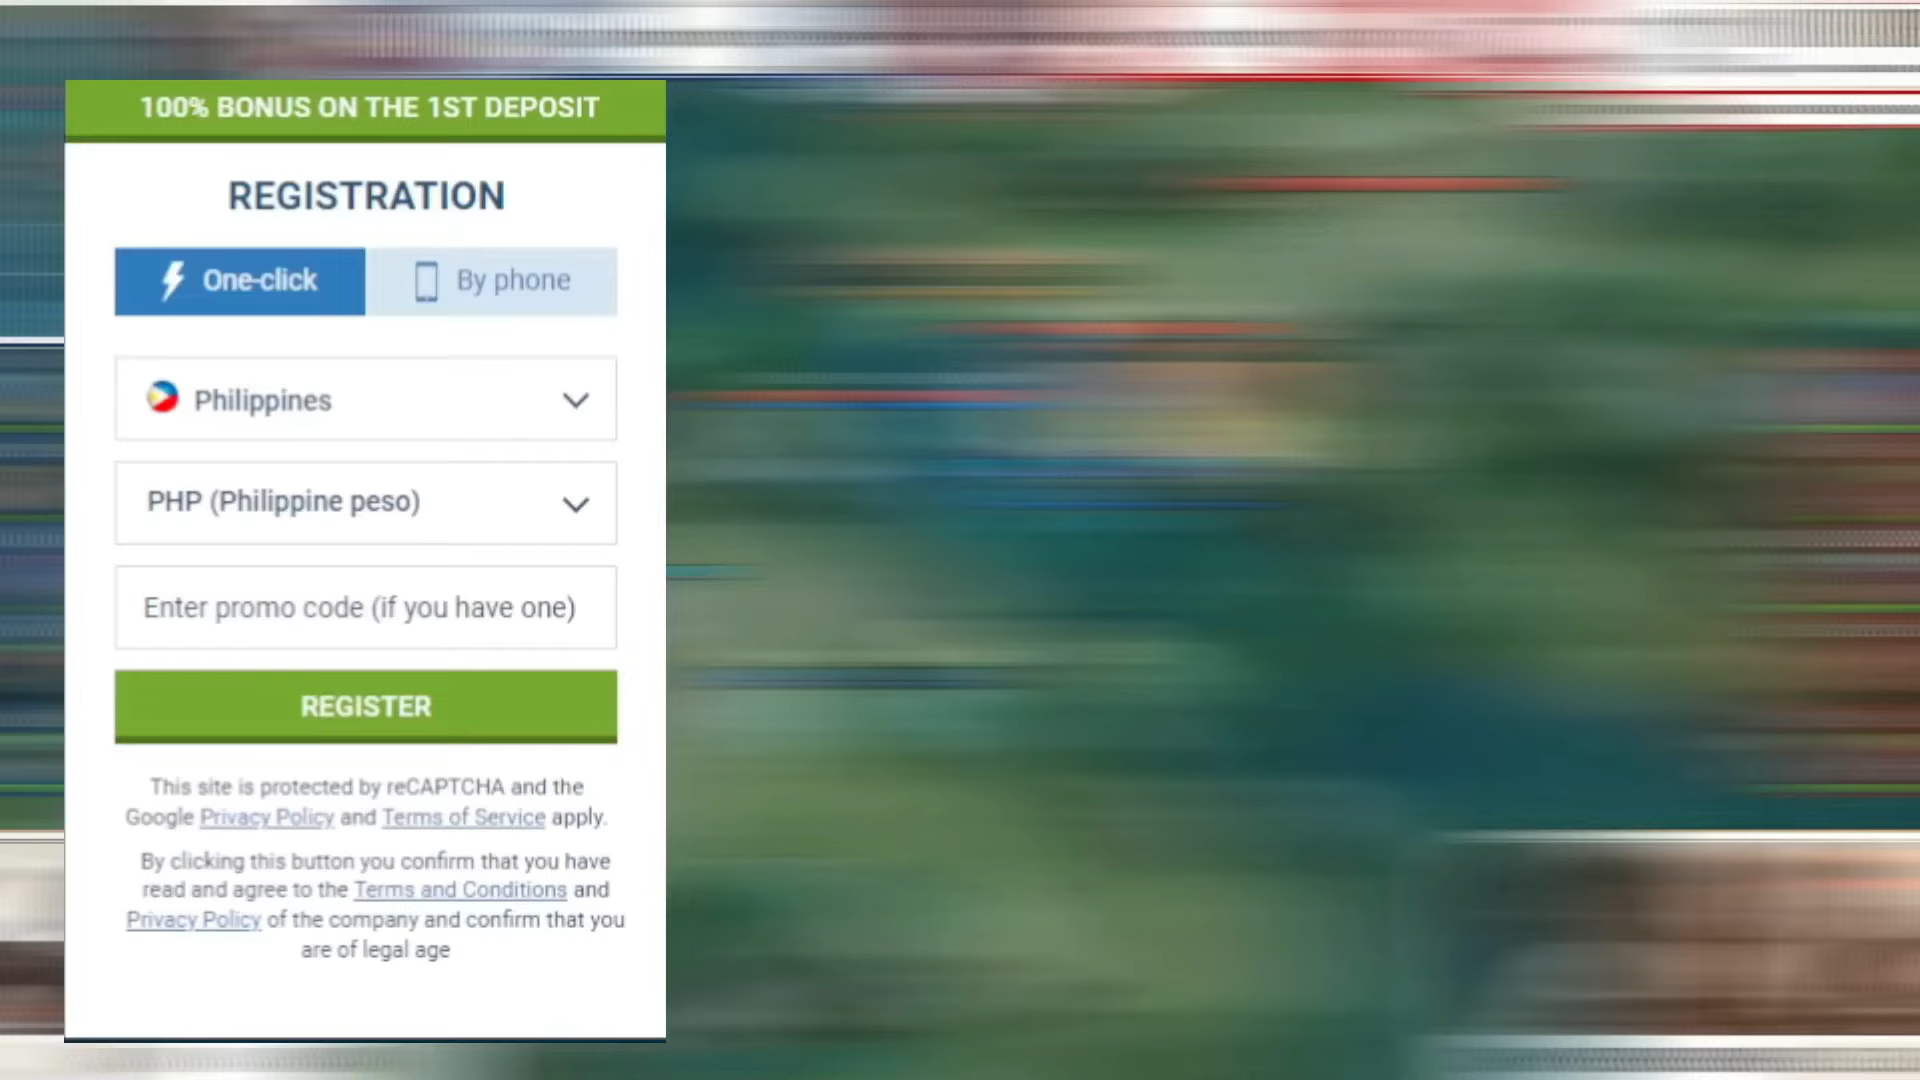 100% BONUS ON THE 1ST DEPOSIT
REGISTRATION
One-click
By phone
Philippines
PHP (Philippine peso)
Enter promo code (if you have one)
REGISTER
This site is protected by reCAPTCHA and the
Google Privacy Policy and Terms of Service apply.
By clicking this button you confirm that you have
read and agree to the Terms and Conditions and
Privacy Policy of the company and confirm that you
are of legal age